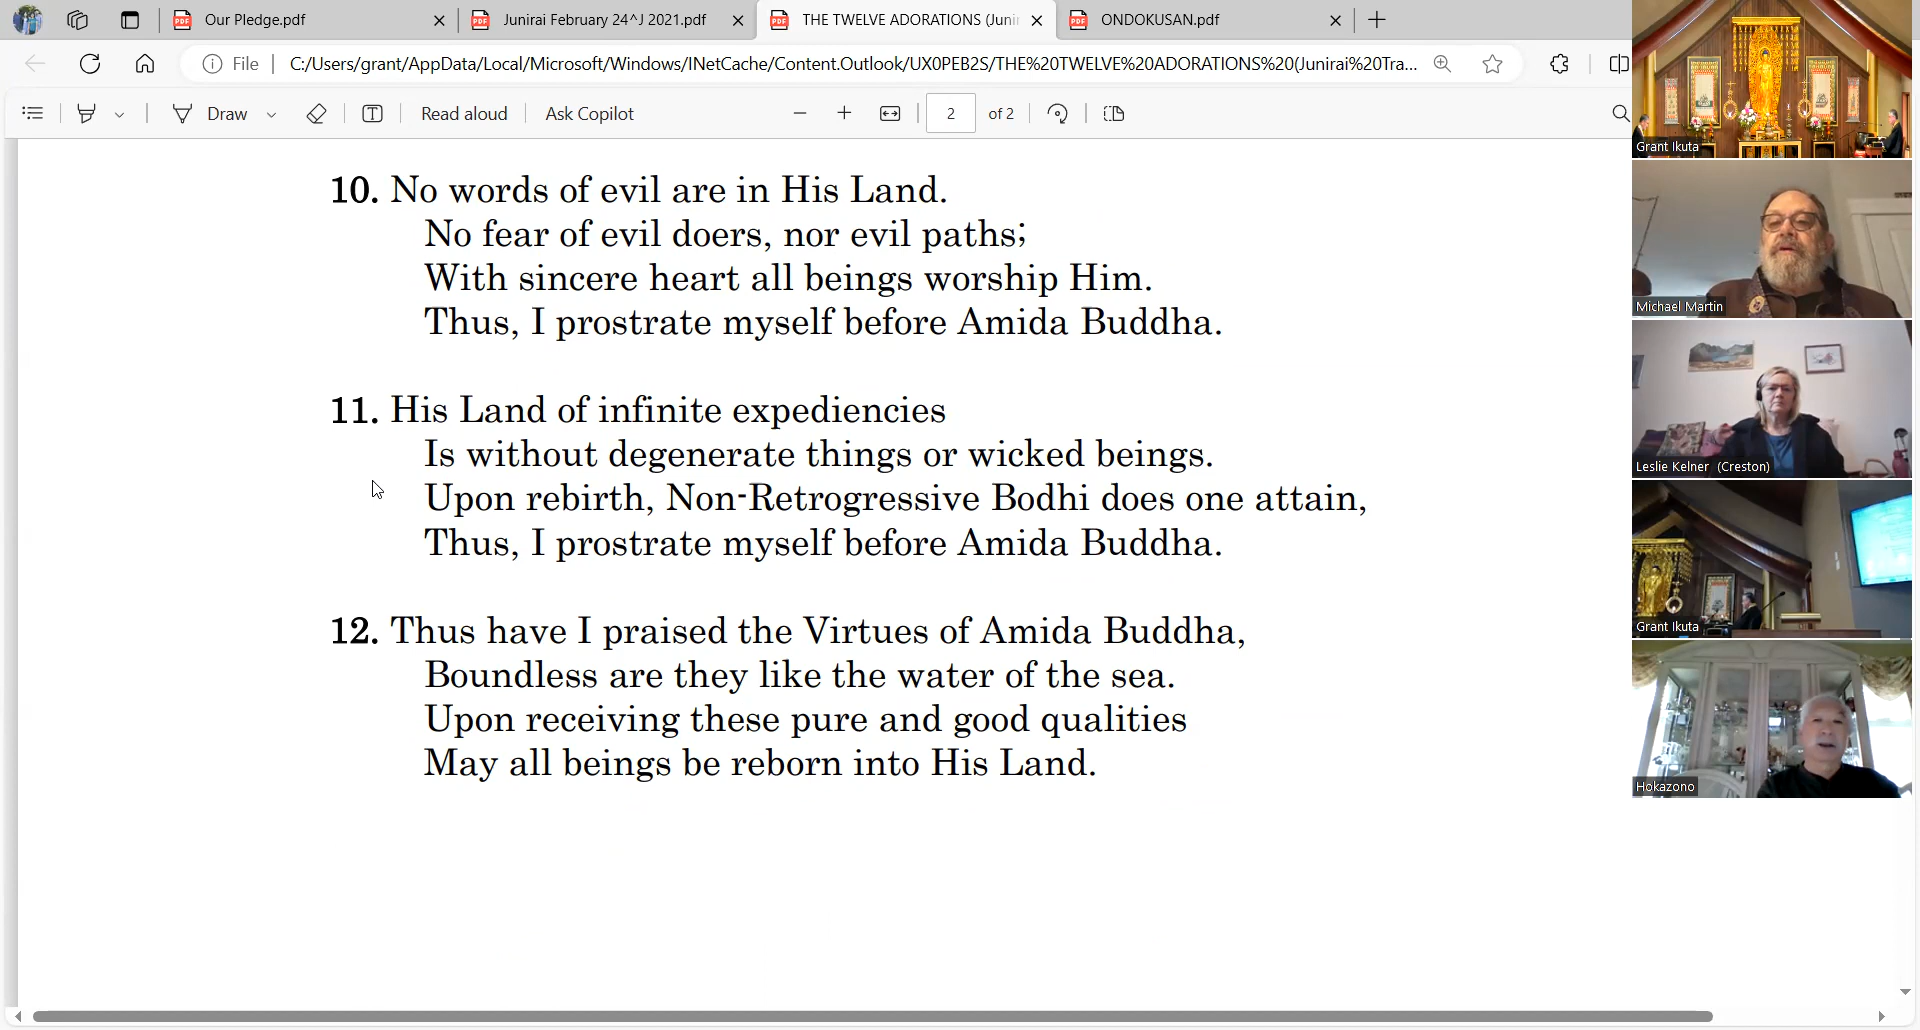 Our Pledge.pdf
Junirai February 24^J 2021.pdf
THE TWELVE ADORATIONS (Juni
ONDOKUSAN.pdf
File
C:/Users/grant/AppData/Local/Microsoft/Windows/INetCache/Content.Outlook/UX0PEB2S/THE%20TWELVE%20ADORATIONS%20(Junirai%20Tra...
Draw
Read aloud
Ask Copilot
2 of 2
10. No words of evil are in His Land.
No fear of evil doers, nor evil paths;
With sincere heart all beings worship Him.
Thus, I prostrate myself before Amida Buddha.
11. His Land of infinite expediencies
Is without degenerate things or wicked beings.
Upon rebirth, Non-Retrogressive Bodhi does one attain,
Thus, I prostrate myself before Amida Buddha.
12. Thus have I praised the Virtues of Amida Buddha,
Boundless are they like the water of the sea.
Upon receiving these pure and good qualities
May all beings be reborn into His Land.
Grant Ikuta
Michael Martin
Leslie Kelner (Creston)
Grant Ikuta
Hokazono